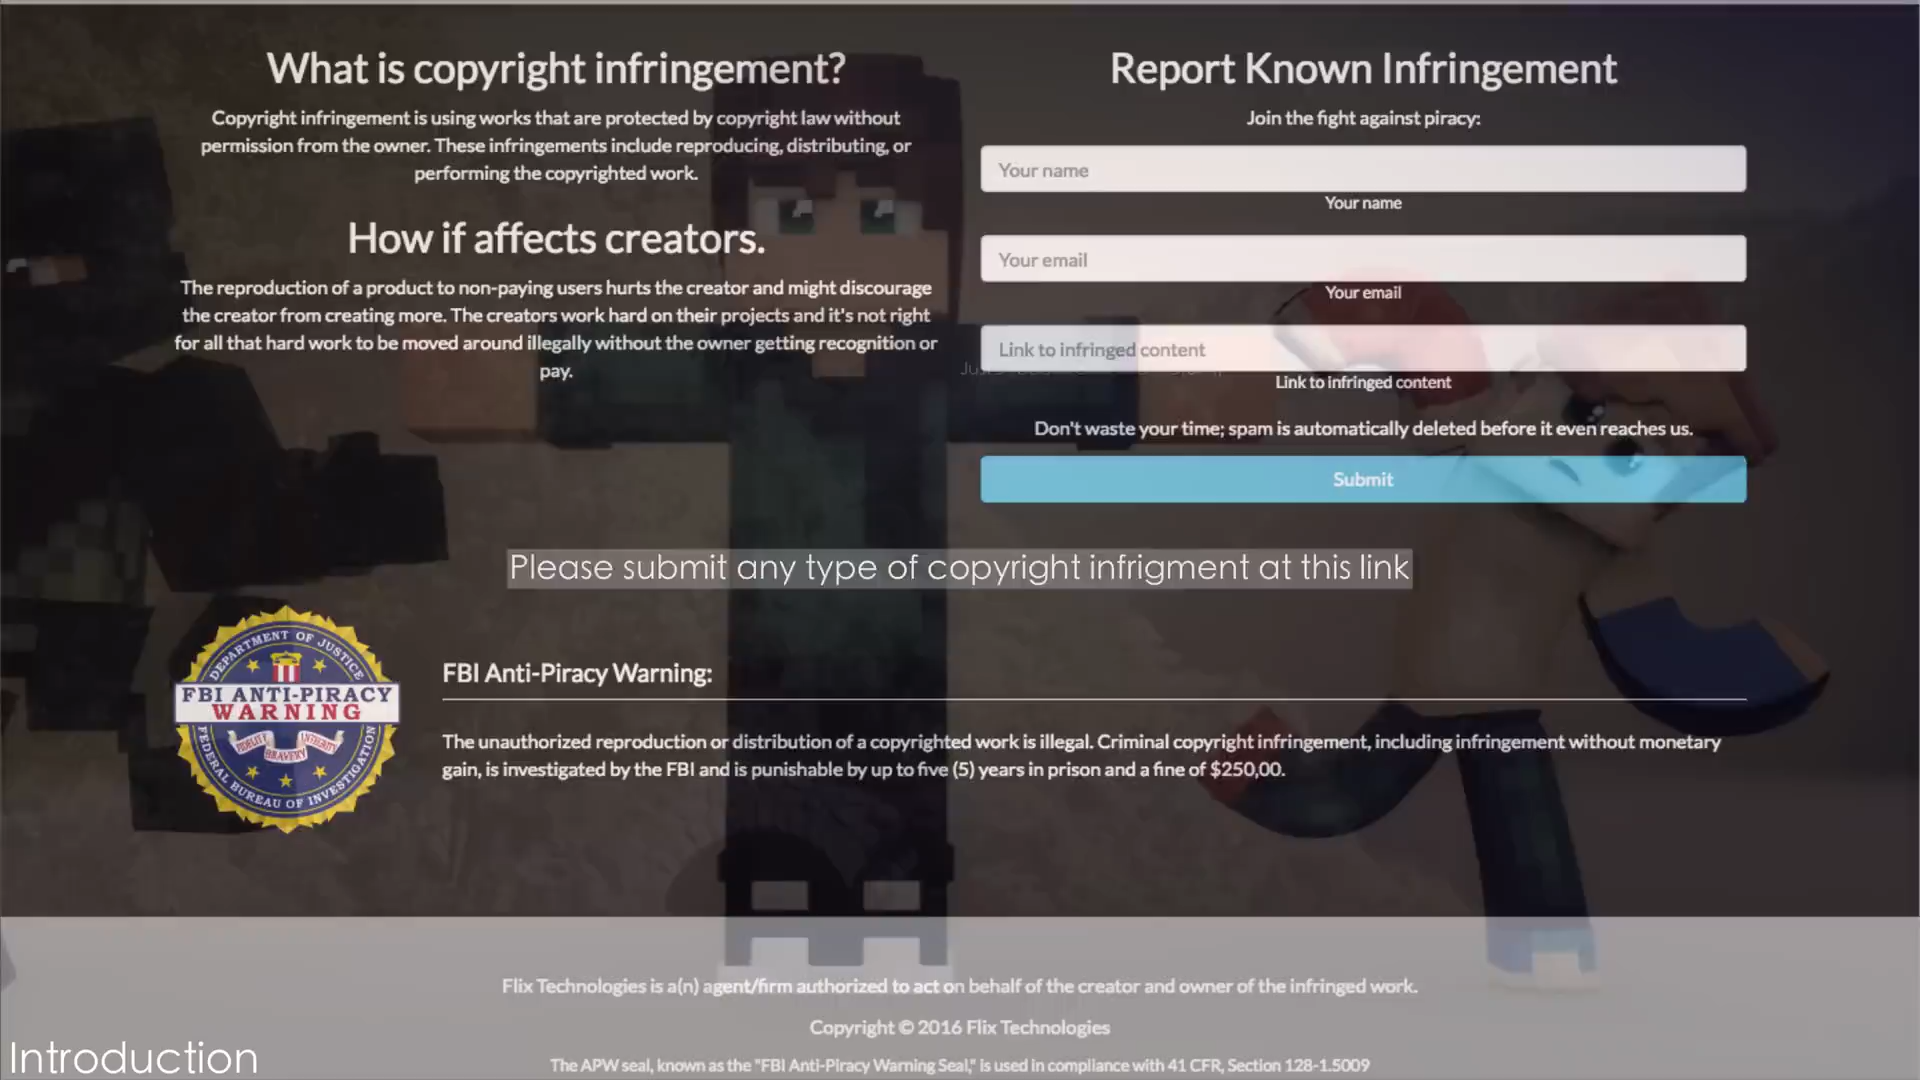 What is copyright infringement?
Copyright infringement is using works that are protected by copyright law without
permission from the owner. These infringements include reproducing, distributing, or
performing the copyrighted work.
How if affects creators.
The reproduction of a product to non-paying users hurts the creator and might discourage
the creator from creating more. The creators work hard on their projects and it's not right
for all that hard work to be moved around illegally without the owner getting recognition or
pay.
Report Known Infringement
Join the fight against piracy:
Your name
Your name
Your email
Your email
Link to infringed content
Link to infringed content
Don't waste your time; spam is automatically deleted before it even reaches us.
Submit
Please submit any type of copyright infrigment at this link
DEPARTMENT OF JUSTICE
FBI ANTI-PIRACY
WARNING
FIDELITY BRAVERY INTEGRITY
FEDERAL BUREAU OF INVESTIGATION
FBI Anti-Piracy Warning:
The unauthorized reproduction or distribution of a copyrighted work is illegal. Criminal copyright infringement, including infringement without monetary
gain, is investigated by the FBI and is punishable by up to five (5) years in prison and a fine of $250,00.
Flix Technologies is a(n) agent/firm authorized to act on behalf of the creator and owner of the infringed work.
Copyright © 2016 Flix Technologies
The APW seal, known as the "FBI Anti-Piracy Warning Seal," is used in compliance with 41 CFR, Section 128-1.5009
Introduction